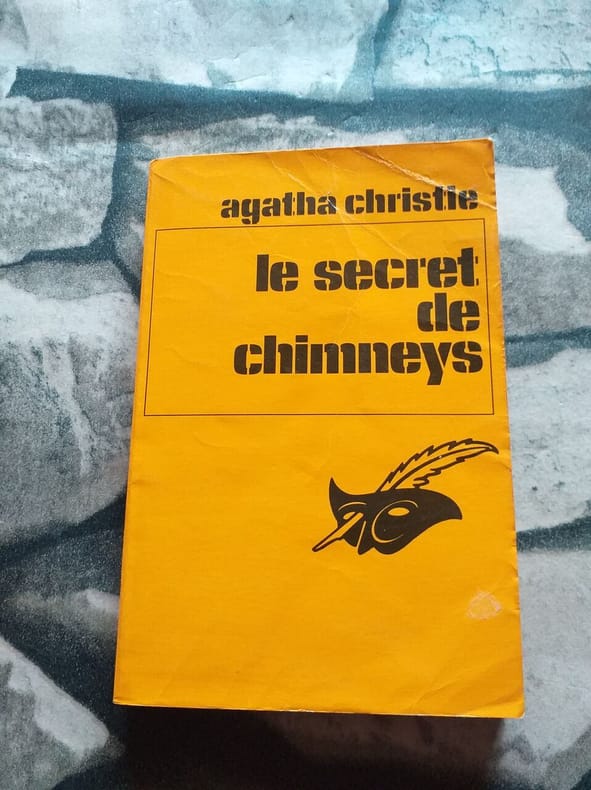 agatha christie
le secret
de
chimneys